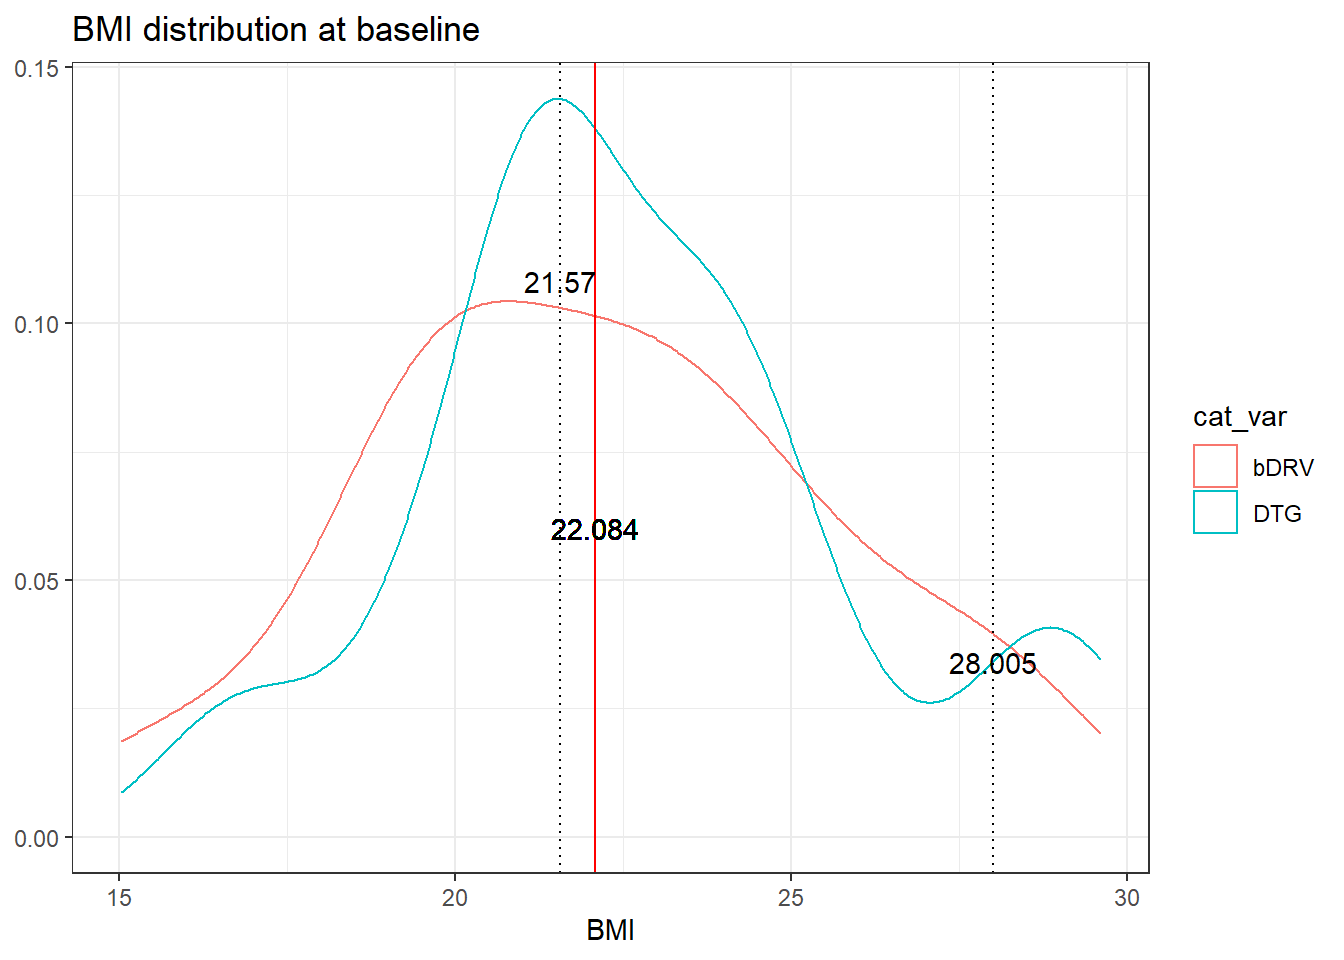 BMI distribution at baseline
0.15
0.10
0.05
0.00
21.57
22.084
28.005
15
20
25
30
BMI
cat_var
bDRV
DTG